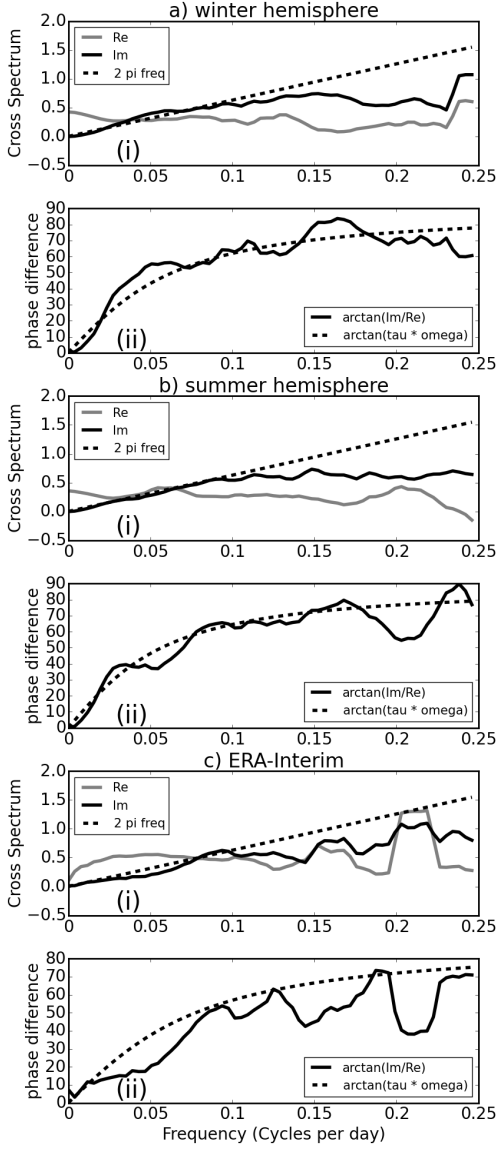 a) winter hemisphere
2.0
1.5
1.0
0.5
0.0
−0.5
Cross Spectrum
Re
Im
2 pi freq
(i)
0 0.05 0.1 0.15 0.2 0.25
90
80
70
60
50
40
30
20
10
0
phase difference
(ii)
arctan(Im/Re)
arctan(tau * omega)
0 0.05 0.1 0.15 0.2 0.25
b) summer hemisphere
2.0
1.5
1.0
0.5
0.0
−0.5
Cross Spectrum
Re
Im
2 pi freq
(i)
0 0.05 0.1 0.15 0.2 0.25
90
80
70
60
50
40
30
20
10
0
phase difference
(ii)
arctan(Im/Re)
arctan(tau * omega)
0 0.05 0.1 0.15 0.2 0.25
c) ERA-Interim
2.0
1.5
1.0
0.5
0.0
−0.5
Cross Spectrum
Re
Im
2 pi freq
(i)
0 0.05 0.1 0.15 0.2 0.25
80
70
60
50
40
30
20
10
0
phase difference
(ii)
arctan(Im/Re)
arctan(tau * omega)
0 0.05 0.1 0.15 0.2 0.25
Frequency (Cycles per day)